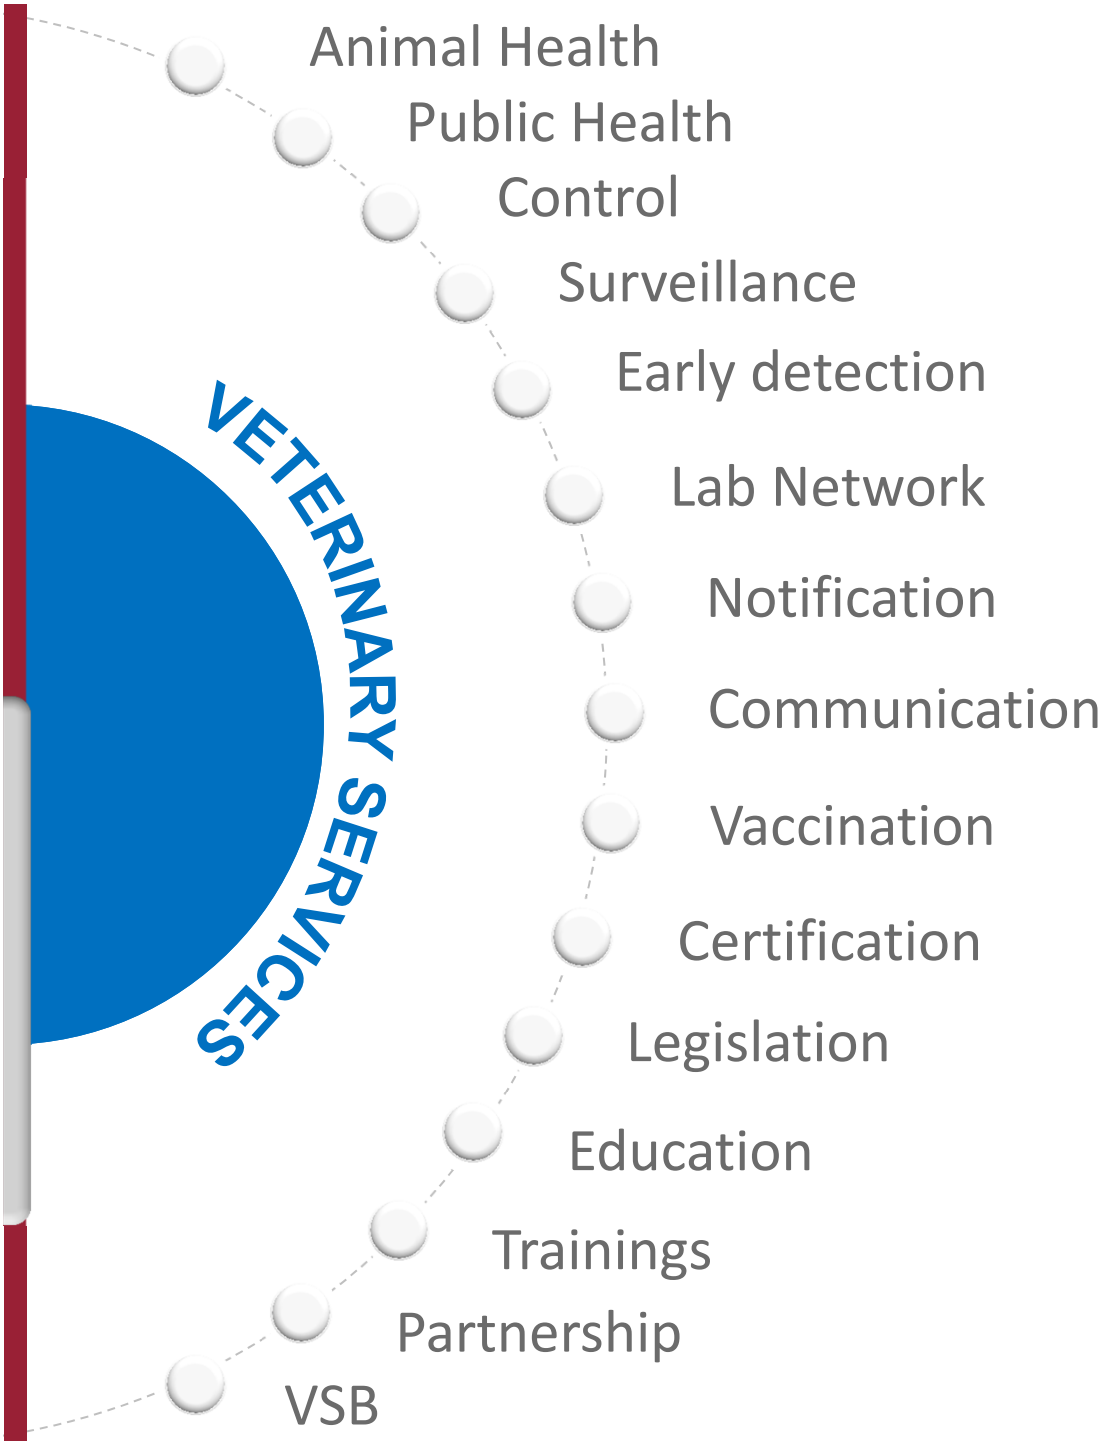 Animal Health
Public Health
Control
Surveillance
Early detection
Lab Network
Notification
Communication
Vaccination
Certification
Legislation
Education
Trainings
Partnership
VSB
VETERINARY SERVICES